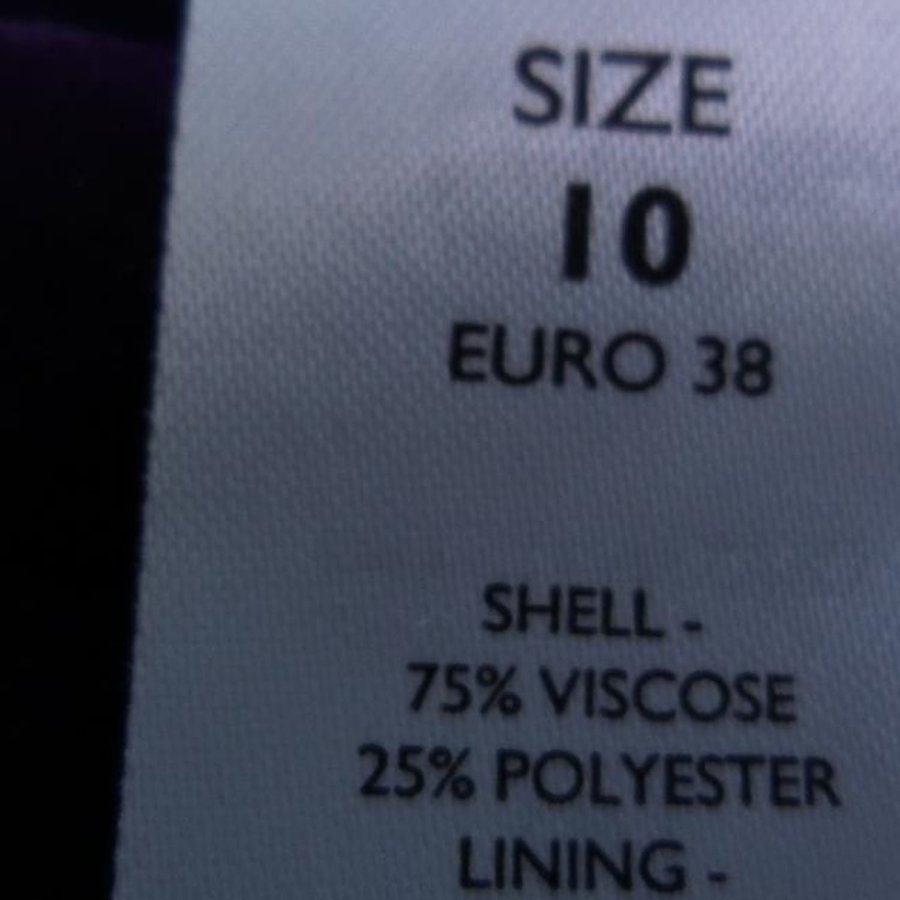 SIZE
10
EURO 38
SHELL -
75% VISCOSE
25% POLYESTER
LINING -